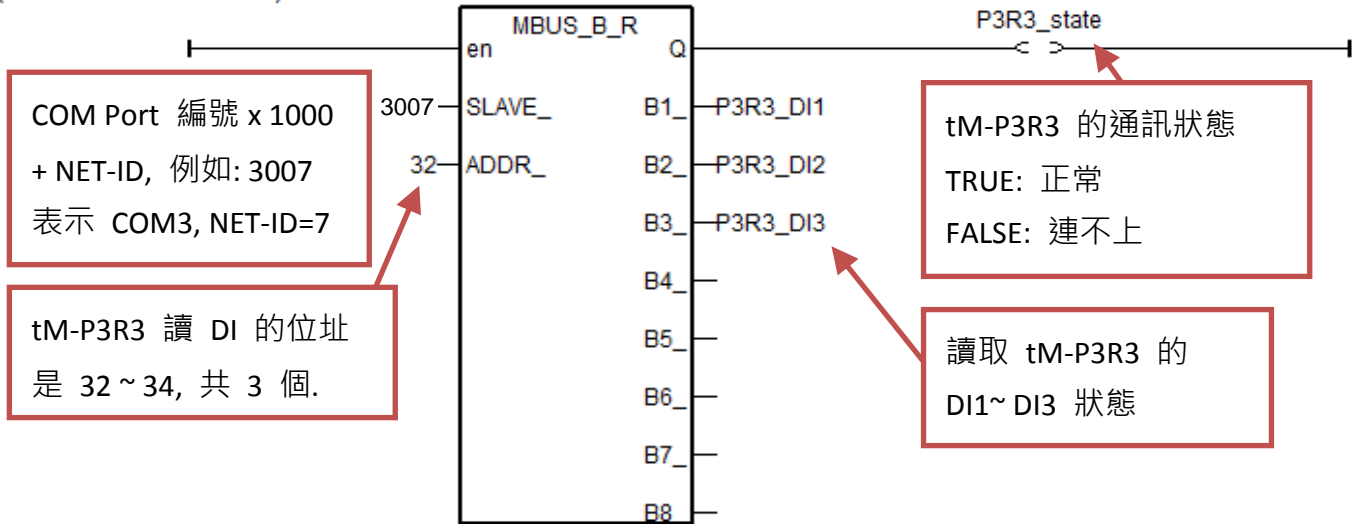 MBUS_B_R
P3R3_state
en
Q
COM Port 編號 x 1000
+ NET-ID, 例如: 3007
表示 COM3, NET-ID=7
3007
SLAVE_
B1_
P3R3_DI1
32
ADDR_
B2_
P3R3_DI2
B3_
P3R3_DI3
B4_
B5_
B6_
B7_
B8
tM-P3R3 的通訊狀態
TRUE: 正常
FALSE: 連不上
tM-P3R3 讀 DI 的位址
是 32 ~ 34, 共 3 個.
讀取 tM-P3R3 的
DI1~ DI3 狀態